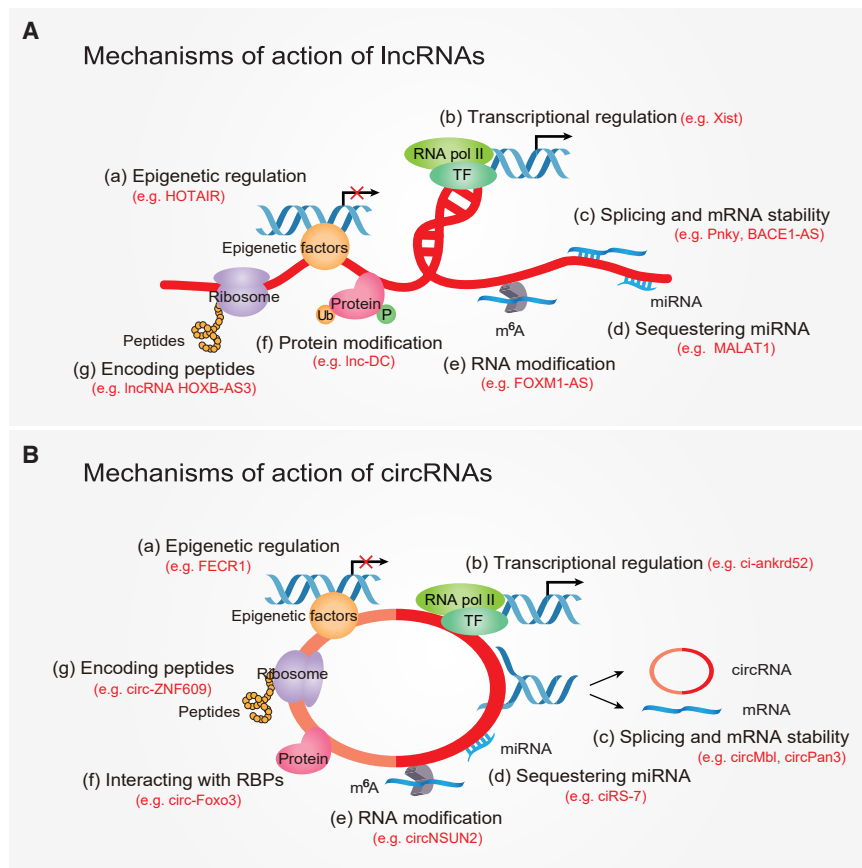 A
Mechanisms of action of lncRNAs
(b) Transcriptional regulation (e.g. Xist)
RNA pol II
TF
(a) Epigenetic regulation
(e.g. HOTAIR)
Epigenetic factors
(c) Splicing and mRNA stability
(e.g. Pnky, BACE1-AS)
Ribosome
Protein
Ub
P
miRNA
m⁶A
Peptides
(d) Sequestering miRNA
(e.g. MALAT1)
(f) Protein modification
(e.g. lnc-DC)
(e) RNA modification
(e.g. FOXM1-AS)
(g) Encoding peptides
(e.g. lncRNA HOXB-AS3)
B
Mechanisms of action of circRNAs
(a) Epigenetic regulation
(e.g. FECR1)
(b) Transcriptional regulation (e.g. ci-ankrd52)
RNA pol II
TF
Epigenetic factors
(g) Encoding peptides
(e.g. circ-ZNF609)
Ribosome
Peptides
circRNA
mRNA
(c) Splicing and mRNA stability
(e.g. circMbl, circPan3)
miRNA
Protein
(d) Sequestering miRNA
(e.g. ciRS-7)
(f) Interacting with RBPs
(e.g. circ-Foxo3)
m⁶A
(e) RNA modification
(e.g. circNSUN2)